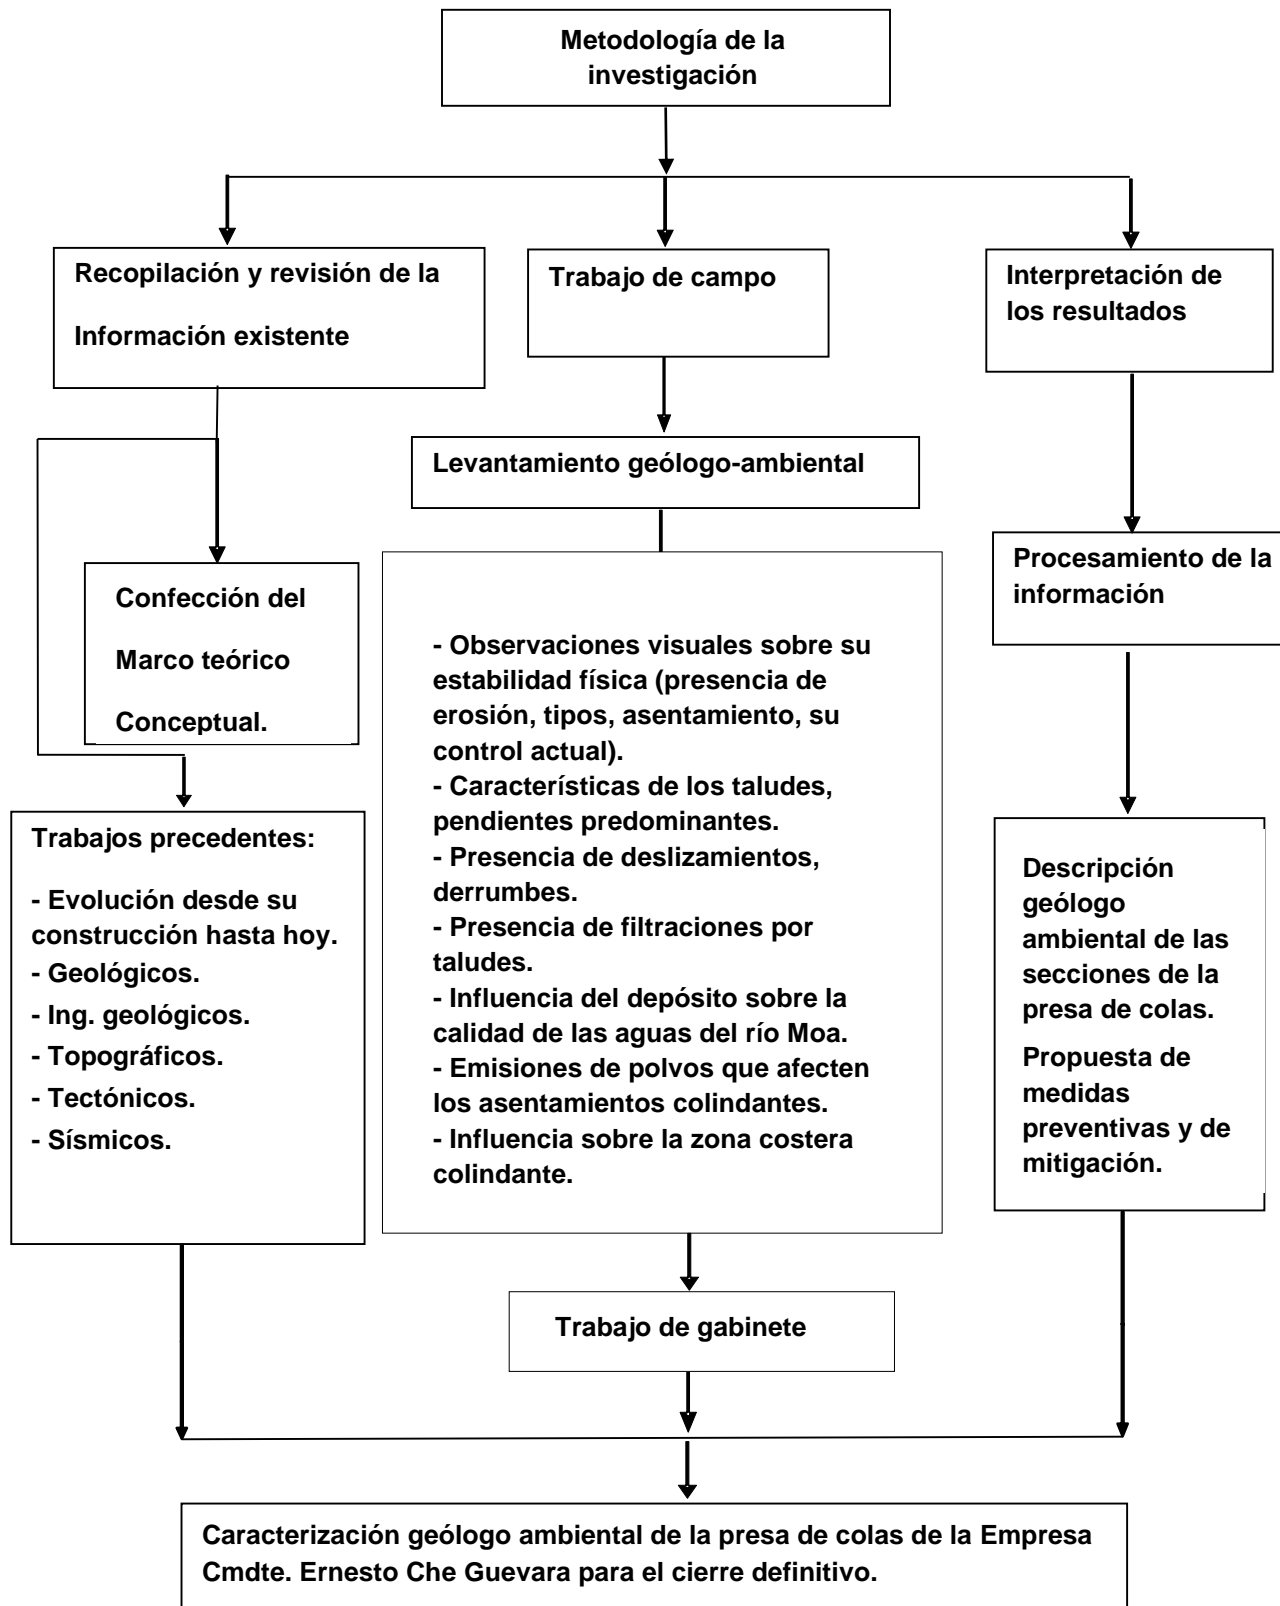 Metodología de la
investigación
Recopilación y revisión de la
Información existente
Trabajo de campo
Interpretación de
los resultados
Levantamiento geólogo-ambiental
Procesamiento de la
información
Confección del
Marco teórico
Conceptual.
- Observaciones visuales sobre su
estabilidad física (presencia de
erosión, tipos, asentamiento, su
control actual).
- Características de los taludes,
pendientes predominantes.
- Presencia de deslizamientos,
derrumbes.
- Presencia de filtraciones por
taludes.
- Influencia del depósito sobre la
calidad de las aguas del río Moa.
- Emisiones de polvos que afecten
los asentamientos colindantes.
- Influencia sobre la zona costera
colindante.
Trabajos precedentes:
- Evolución desde su
construcción hasta hoy.
- Geológicos.
- Ing. geológicos.
- Topográficos.
- Tectónicos.
- Sísmicos.
Descripción
geólogo
ambiental de las
secciones de la
presa de colas.
Propuesta de
medidas
preventivas y de
mitigación.
Trabajo de gabinete
Caracterización geólogo ambiental de la presa de colas de la Empresa
Cmdte. Ernesto Che Guevara para el cierre definitivo.